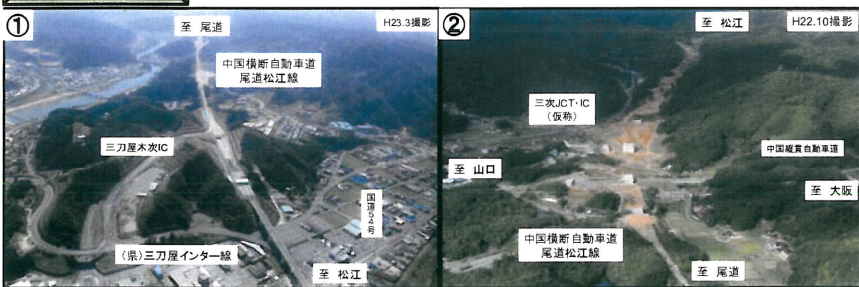 ①
至 尾道
H23.3撮影
中国横断自動車道
尾道松江線
三刀屋木次IC
国道54号
(県)三刀屋インター線
至 松江
②
至 松江
H22.10撮影
三次JCT・IC
(仮称)
中国縦貫自動車道
至 山口
至 大阪
中国横断自動車道
尾道松江線
至 尾道